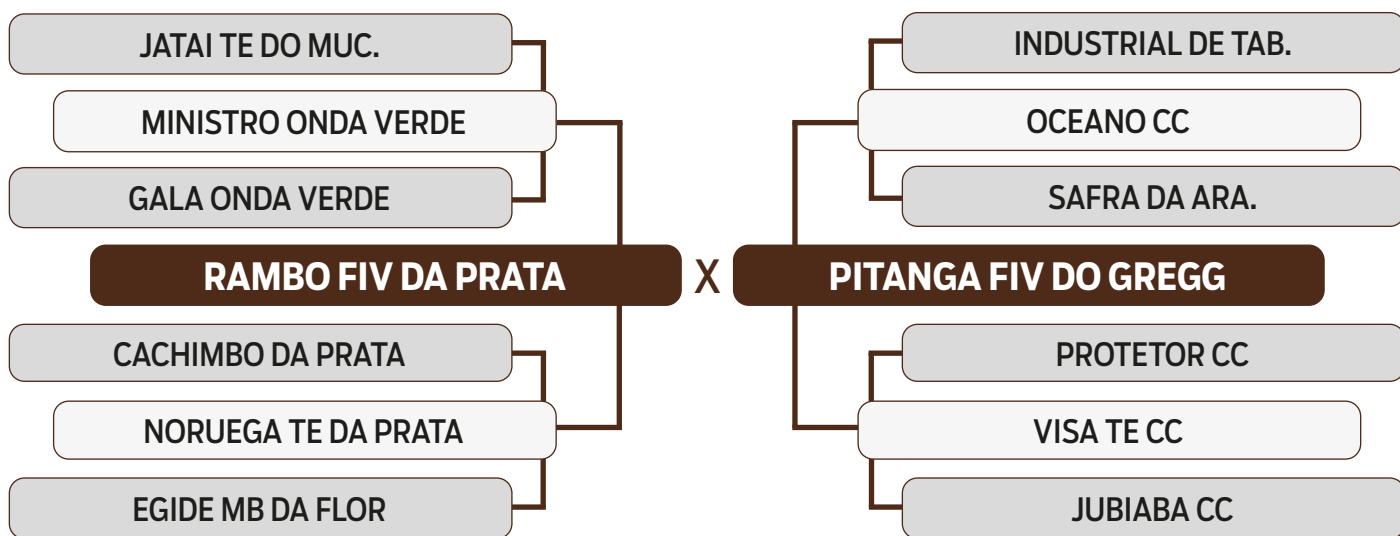 JATAI TE DO MUC.
MINISTRO ONDA VERDE
GALA ONDA VERDE
INDUSTRIAL DE TAB.
OCEANO CC
SAFRA DA ARA.
RAMBO FIV DA PRATA X PITANGA FIV DO GREGG
CACHIMBO DA PRATA
NORUEGA TE DA PRATA
EGIDE MB DA FLOR
PROTETOR CC
VISA TE CC
JUBIABA CC